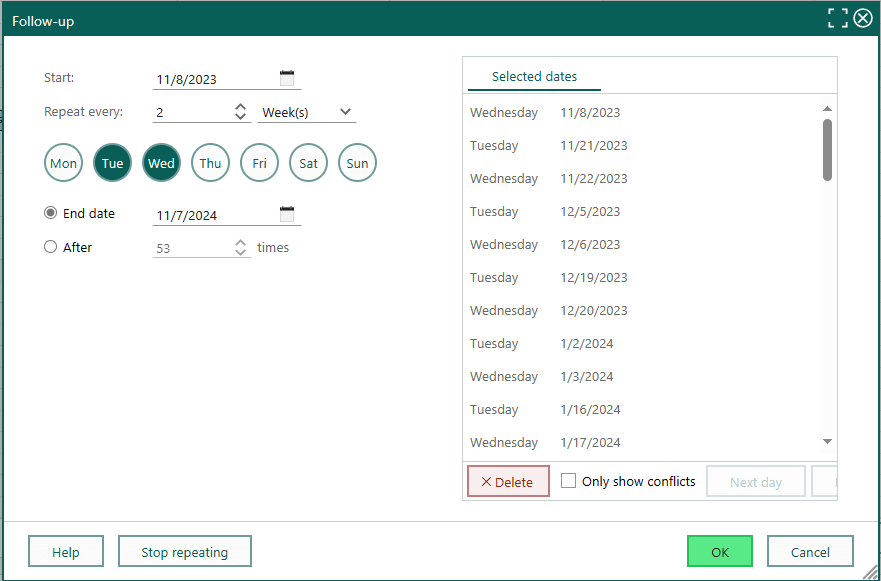 Follow-up
Start: 11/8/2023
Repeat every: 2 Week(s)
Mon Tue Wed Thu Fri Sat Sun
End date 11/7/2024
After 53 times
Selected dates
Wednesday 11/8/2023
Tuesday 11/21/2023
Wednesday 11/22/2023
Tuesday 12/5/2023
Wednesday 12/6/2023
Tuesday 12/19/2023
Wednesday 12/20/2023
Tuesday 1/2/2024
Wednesday 1/3/2024
Tuesday 1/16/2024
Wednesday 1/17/2024
Delete Only show conflicts Next day
Help Stop repeating OK Cancel